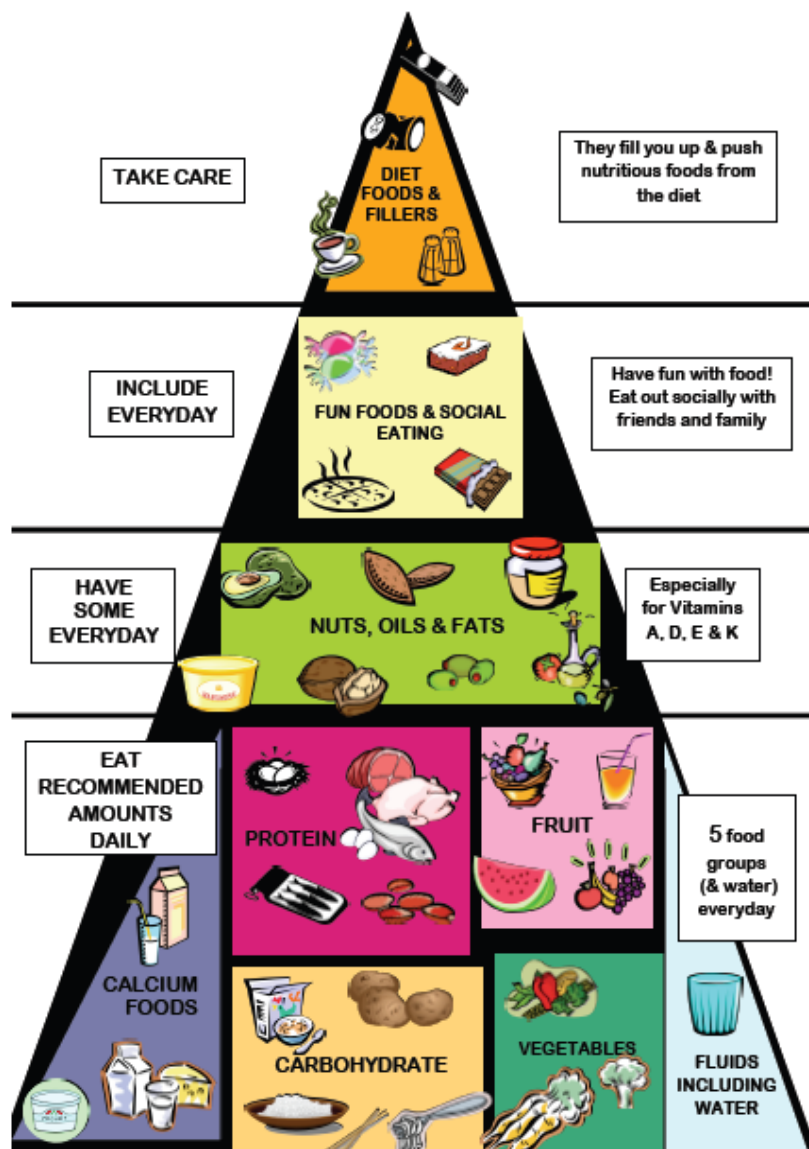 TAKE CARE
DIET
FOODS &
FILLERS
They fill you up & push
nutritious foods from
the diet
INCLUDE
EVERYDAY
FUN FOODS & SOCIAL
EATING
Have fun with food!
Eat out socially with
friends and family
HAVE
SOME
EVERYDAY
NUTS, OILS & FATS
Especially
for Vitamins
A, D, E & K
EAT
RECOMMENDED
AMOUNTS
DAILY
PROTEIN
FRUIT
5 food
groups
(& water)
everyday
CALCIUM
FOODS
CARBOHYDRATE
VEGETABLES
FLUIDS
INCLUDING
WATER